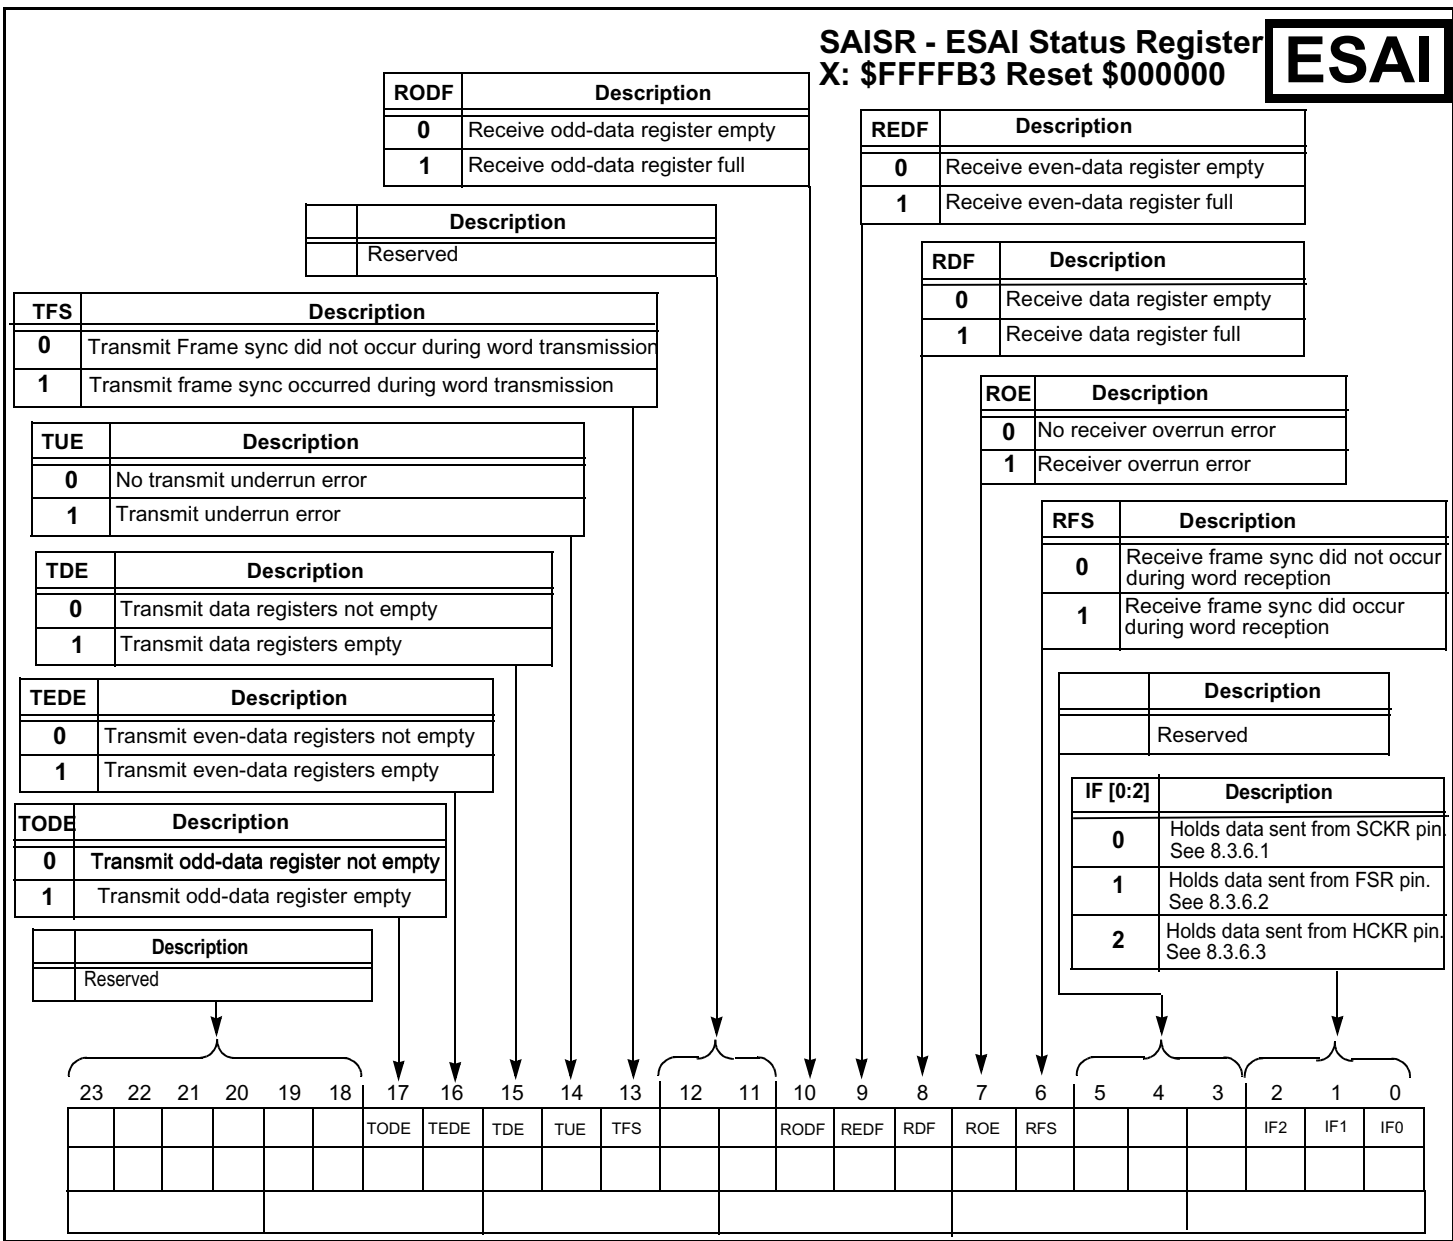 SAISR - ESAI Status Register
X: $FFFFB3 Reset $000000
ESAI
RODF Description
0 Receive odd-data register empty
1 Receive odd-data register full
REDF Description
0 Receive even-data register empty
1 Receive even-data register full
Description
Reserved
RDF Description
0 Receive data register empty
1 Receive data register full
TFS Description
0 Transmit Frame sync did not occur during word transmission
1 Transmit frame sync occurred during word transmission
ROE Description
0 No receiver overrun error
1 Receiver overrun error
TUE Description
0 No transmit underrun error
1 Transmit underrun error
RFS Description
0 Receive frame sync did not occur
during word reception
1 Receive frame sync did occur
during word reception
TDE Description
0 Transmit data registers not empty
1 Transmit data registers empty
TEDE Description
0 Transmit even-data registers not empty
1 Transmit even-data registers empty
Description
Reserved
IF [0:2] Description
0 Holds data sent from SCKR pin.
See 8.3.6.1
1 Holds data sent from FSR pin.
See 8.3.6.2
2 Holds data sent from HCKR pin.
See 8.3.6.3
TODE Description
0 Transmit odd-data register not empty
1 Transmit odd-data register empty
Description
Reserved
23 22 21 20 19 18 17 16 15 14 13 12 11 10 9 8 7 6 5 4 3 2 1 0
TODE TEDE TDE TUE TFS RODF REDF RDF ROE RFS IF2 IF1 IF0